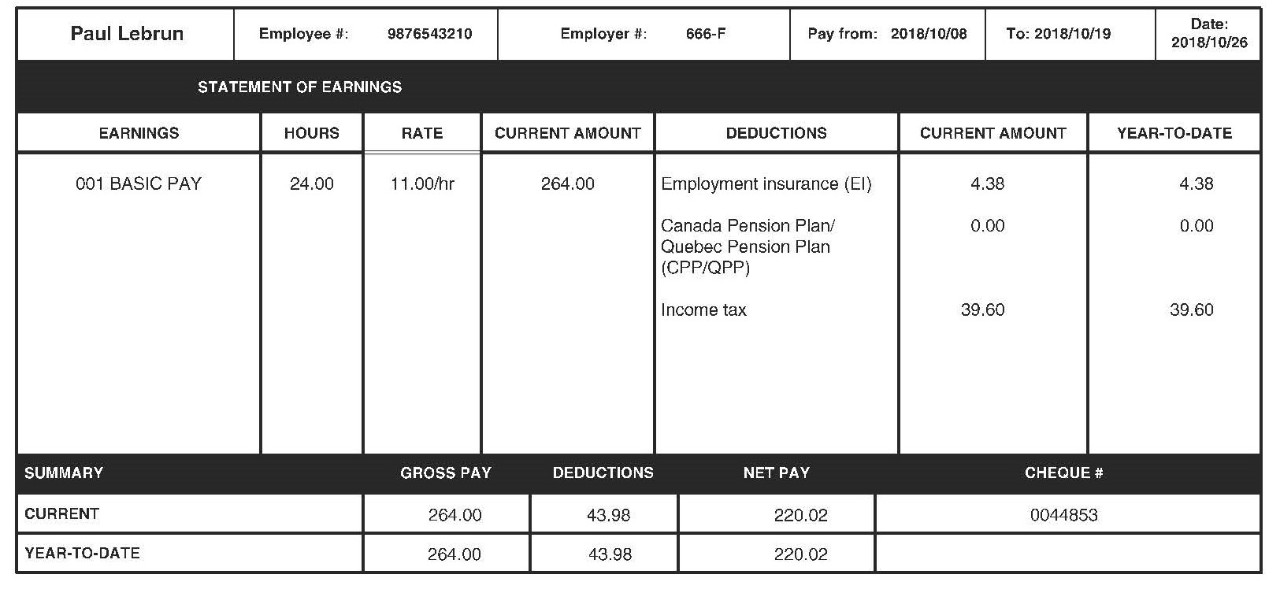 Paul Lebrun Employee #: 9876543210 Employer #: 666-F Pay from: 2018/10/08 To: 2018/10/19 Date: 2018/10/26
STATEMENT OF EARNINGS
EARNINGS HOURS RATE CURRENT AMOUNT DEDUCTIONS CURRENT AMOUNT YEAR-TO-DATE
001 BASIC PAY 24.00 11.00/hr 264.00 Employment insurance (EI) 4.38 4.38
Canada Pension Plan/ 0.00 0.00
Quebec Pension Plan
(CPP/QPP)
Income tax 39.60 39.60
SUMMARY GROSS PAY DEDUCTIONS NET PAY CHEQUE #
CURRENT 264.00 43.98 220.02 0044853
YEAR-TO-DATE 264.00 43.98 220.02